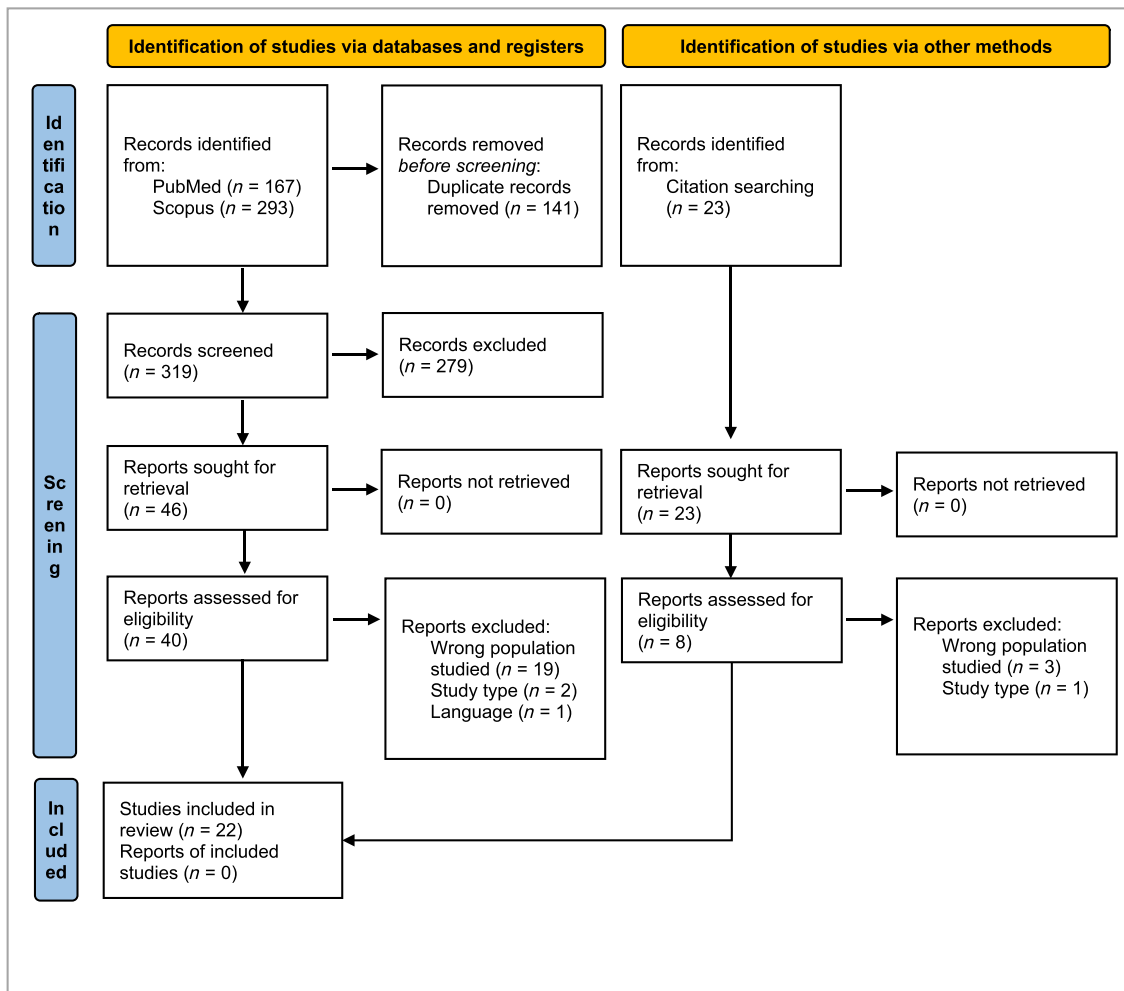 Identification of studies via databases and registers
Identification of studies via other methods
Id
en
tifi
ca
tio
n
Records identified
from:
PubMed (n = 167)
Scopus (n = 293)
Records removed
before screening:
Duplicate records
removed (n = 141)
Records identified
from:
Citation searching
(n = 23)
Sc
re
en
in
g
Records screened
(n = 319)
Records excluded
(n = 279)
Reports sought for
retrieval
(n = 46)
Reports not retrieved
(n = 0)
Reports sought for
retrieval
(n = 23)
Reports not retrieved
(n = 0)
Reports assessed for
eligibility
(n = 40)
Reports excluded:
Wrong population
studied (n = 19)
Study type (n = 2)
Language (n = 1)
Reports assessed for
eligibility
(n = 8)
Reports excluded:
Wrong population
studied (n = 3)
Study type (n = 1)
In
cl
ud
ed
Studies included in
review (n = 22)
Reports of included
studies (n = 0)